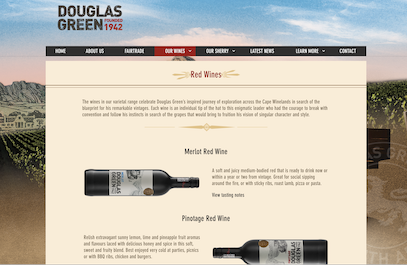 DOUGLAS
GREEN FOUNDED 1942
HOME ABOUT US FAIRTRADE OUR WINES OUR SHERRY LATEST NEWS LEARN MORE CONTACT
Red Wines
The wines in our varietal range celebrate Douglas Green's inspired journey of exploration across the Cape Winelands in search of the
blueprint for his remarkable vintages. Each wine is an individual tip of the hat to this enigmatic leader who had the courage to break with
convention and follow his instincts in search of the grapes that would bring to fruition his vision of singular character and style.
Merlot Red Wine
A soft and juicy medium-bodied red that is ready to drink now or
within a year or two from vintage. Great for social sipping
around the fire, or with sticky ribs, roast lamb, pizza or pasta.
View tasting notes
DOUGLAS
GREEN
Pinotage Red Wine
Relish extravagant sunny lemon, lime and pineapple fruit aromas
and flavours laced with delicious honey and spice in this soft,
sweet and fruity blend. Best enjoyed very cold at parties, picnics
or with BBQ ribs, chicken and burgers.
DOUGLAS
GREEN